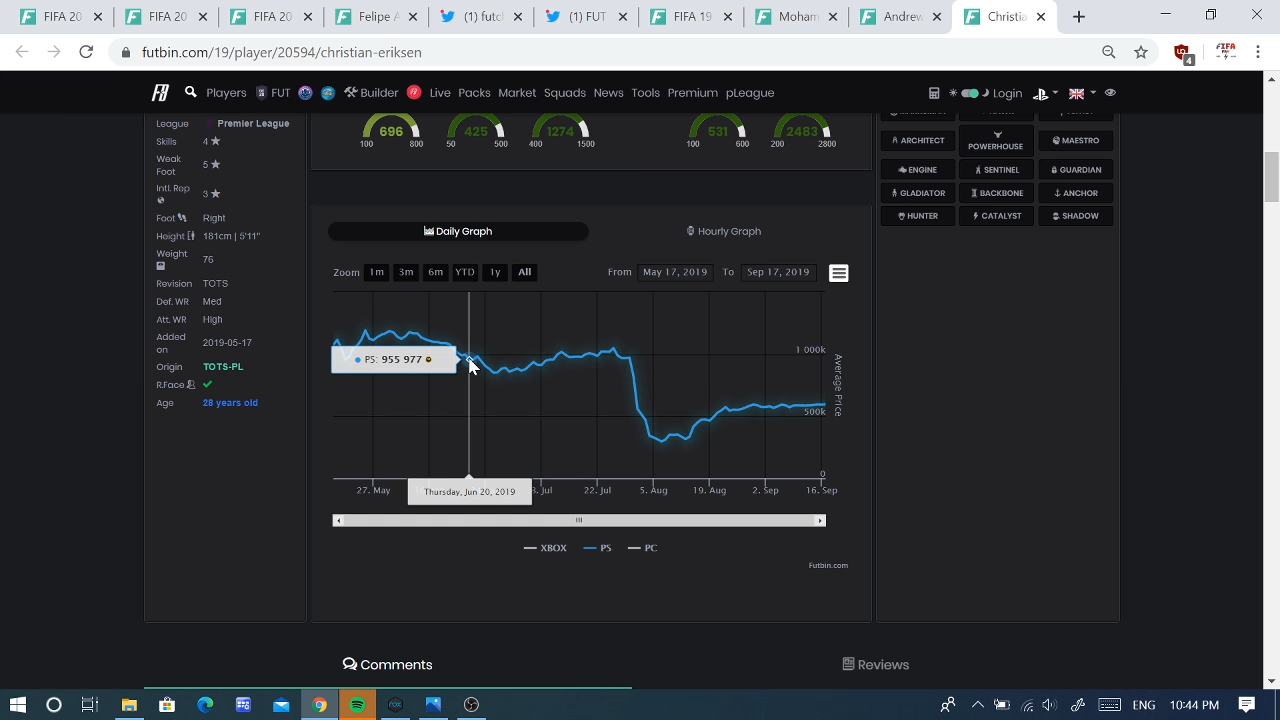 FIFA 20
FIFA 20
FIFA 20
Felipe A
(1) futch
(1) FUT
FIFA
Moham
Andrew
Christia
futbin.com/19/player/20594/christian-eriksen
4
Players FUT Builder Live Packs Market Squads News Tools Premium pLeague Login
League Premier League
Skills 4
Weak Foot 5
Intl. Rep 3
Foot Right
Height 181cm | 5'11"
Weight 76
Revision TOTS
Def. WR Med
Att. WR High
Added on 2019-05-17
Origin TOTS-PL
R.Face
Age 28 years old
696 425 1274 531 2483
100 800 50 500 400 1500 100 600 200 2800
ARCHITECT POWERHOUSE MAESTRO
ENGINE SENTINEL GUARDIAN
GLADIATOR BACKBONE ANCHOR
HUNTER CATALYST SHADOW
Daily Graph Hourly Graph
Zoom 1m 3m 6m YTD 1y All From May 17, 2019 To Sep 17, 2019
1 000k
PS: 955 977
500k
0
Average Price
Thursday, Jun 20, 2019
27. May Jul 22. Jul 5. Aug 19. Aug 2. Sep 16. Sep
XBOX PS PC
Futbin.com
Comments Reviews
10:44 PM